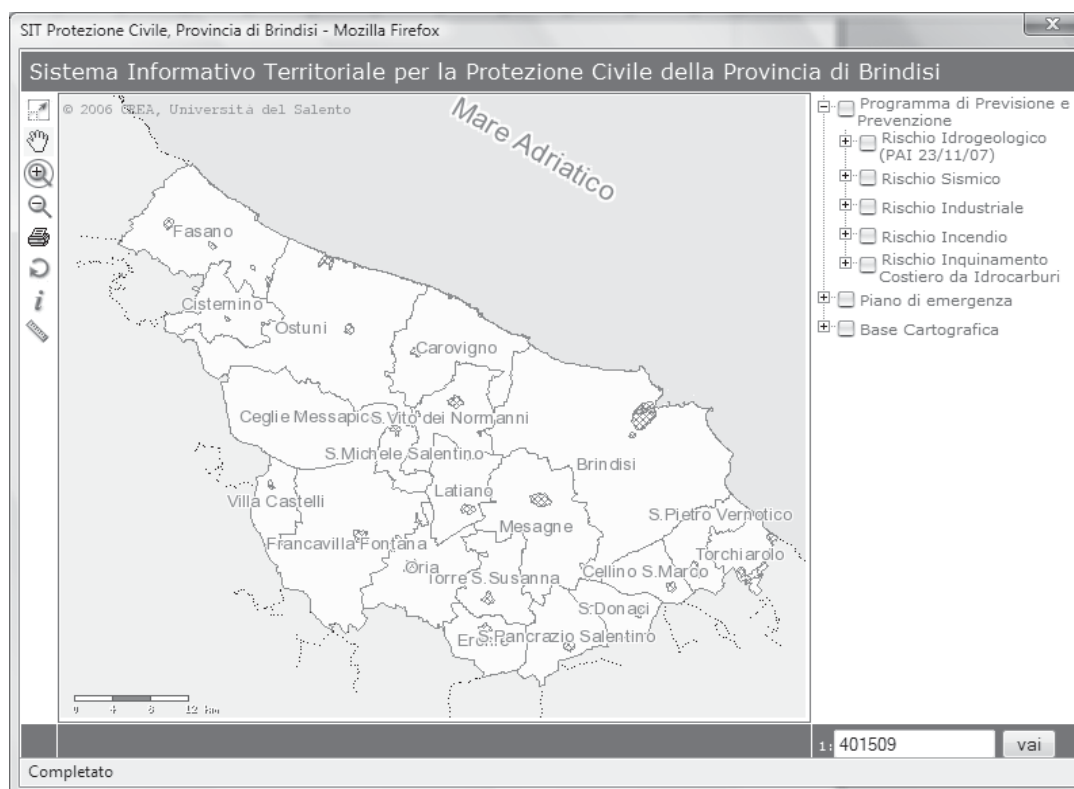 SIT Protezione Civile, Provincia di Brindisi - Mozilla Firefox
Sistema Informativo Territoriale per la Protezione Civile della Provincia di Brindisi
© 2006 CREA, Università del Salento
Mare Adriatico
Fasano
Cisternino
Ostuni
Carovigno
Ceglie Messapic
S.Vito dei Normanni
S.Michele Salentino
Brindisi
Latiano
Villa Castelli
Mesagne
S.Pietro Vernotico
Francavilla Fontana
Torchiarolo
Oria
Torre S.Susanna
Cellino S.Marco
S.Donaci
S.Pancrazio Salentino
0 4 8 12 km
Programma di Previsione e
Prevenzione
Rischio Idrogeologico
(PAI 23/11/07)
Rischio Sismico
Rischio Industriale
Rischio Incendio
Rischio Inquinamento
Costiero da Idrocarburi
Piano di emergenza
Base Cartografica
1: 401509 vai
Completato